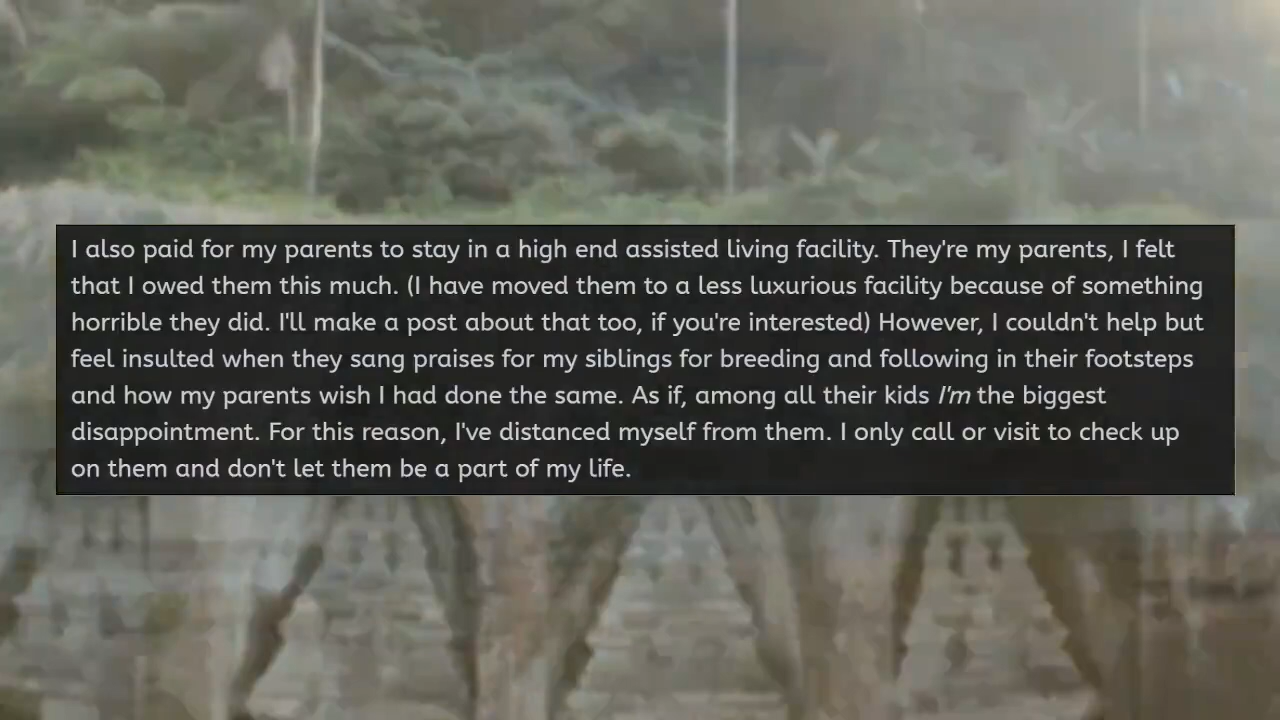 I also paid for my parents to stay in a high end assisted living facility. They're my parents, I felt
that I owed them this much. (I have moved them to a less luxurious facility because of something
horrible they did. I'll make a post about that too, if you're interested) However, I couldn't help but
feel insulted when they sang praises for my siblings for breeding and following in their footsteps
and how my parents wish I had done the same. As if, among all their kids I'm the biggest
disappointment. For this reason, I've distanced myself from them. I only call or visit to check up
on them and don't let them be a part of my life.